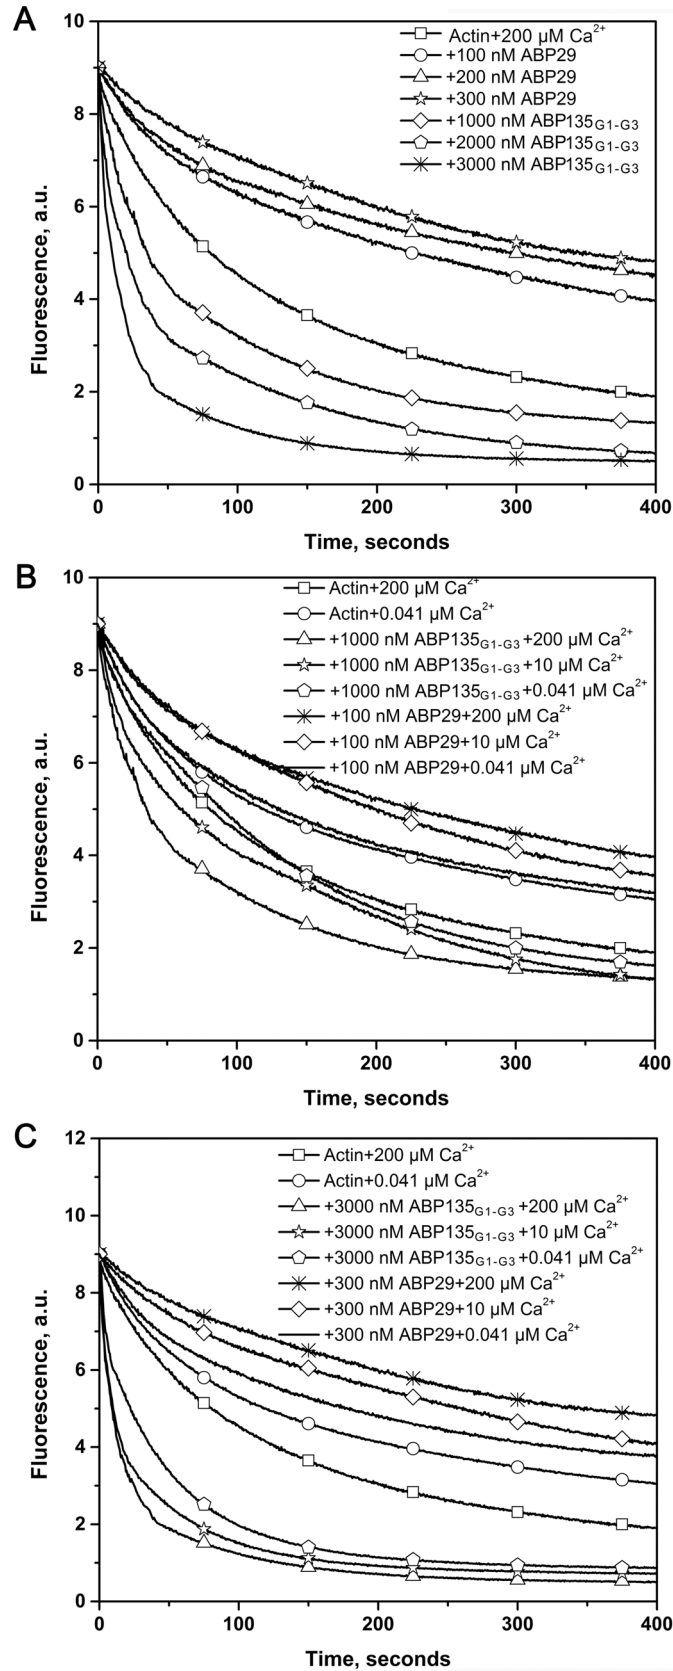 A
10
8
6
4
2
0
Fluorescence, a.u.
Actin+200 µM Ca2+
+100 nM ABP29
+200 nM ABP29
+300 nM ABP29
+1000 nM ABP135G1-G3
+2000 nM ABP135G1-G3
+3000 nM ABP135G1-G3
0 100 200 300 400
Time, seconds
B
10
8
6
4
2
0
Fluorescence, a.u.
Actin+200 µM Ca2+
Actin+0.041 µM Ca2+
+1000 nM ABP135G1-G3 +200 µM Ca2+
+1000 nM ABP135G1-G3 +10 µM Ca2+
+1000 nM ABP135G1-G3 +0.041 µM Ca2+
+100 nM ABP29+200 µM Ca2+
+100 nM ABP29+10 µM Ca2+
+100 nM ABP29+0.041 µM Ca2+
0 100 200 300 400
Time, seconds
C
12
10
8
6
4
2
0
Fluorescence, a.u.
Actin+200 µM Ca2+
Actin+0.041 µM Ca2+
+3000 nM ABP135G1-G3 +200 µM Ca2+
+3000 nM ABP135G1-G3 +10 µM Ca2+
+3000 nM ABP135G1-G3 +0.041 µM Ca2+
+300 nM ABP29+200 µM Ca2+
+300 nM ABP29+10 µM Ca2+
+300 nM ABP29+0.041 µM Ca2+
0 100 200 300 400
Time, seconds